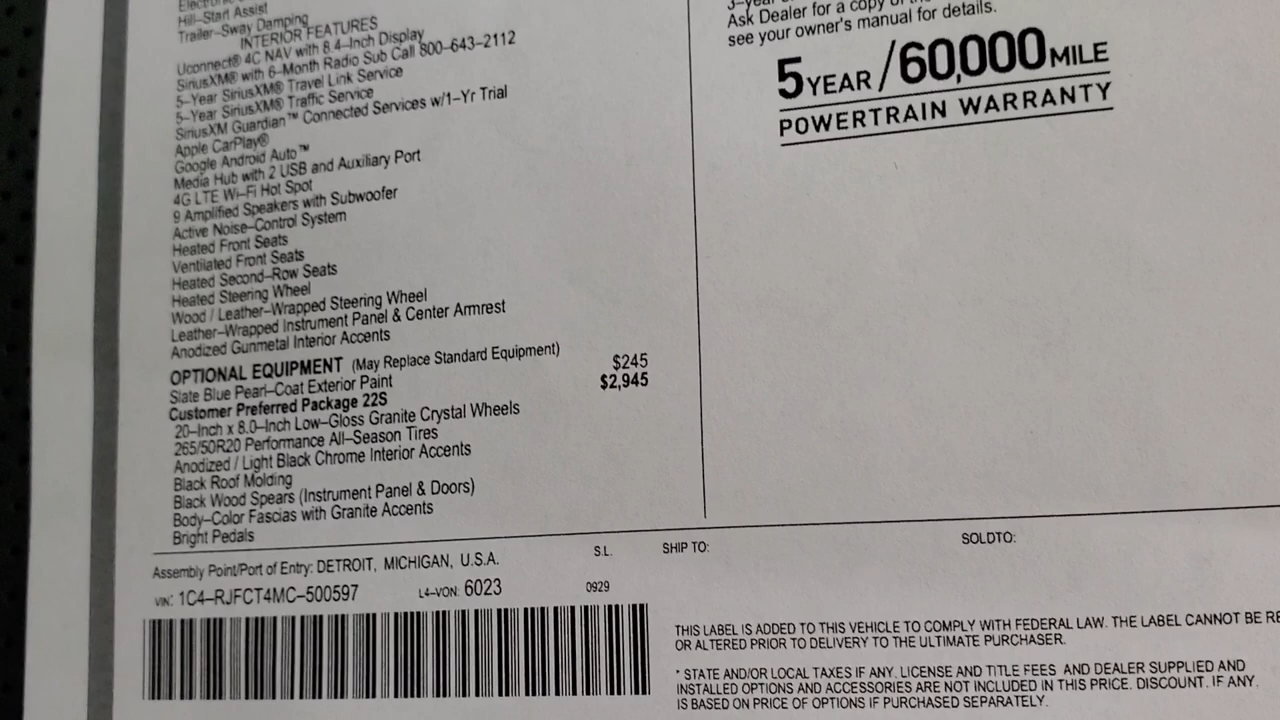 Hill–Start Assist
Trailer–Sway Damping
INTERIOR FEATURES
Uconnect® 4C NAV with 8.4–Inch Display
SiriusXM® with 6–Month Radio Sub Call 800–643–2112
5–Year SiriusXM® Travel Link Service
5–Year SiriusXM® Traffic Service
SiriusXM Guardian™ Connected Services w/1–Yr Trial
Apple CarPlay®
Google Android Auto™
Media Hub with 2 USB and Auxiliary Port
4G LTE Wi–Fi Hot Spot
9 Amplified Speakers with Subwoofer
Active Noise–Control System
Heated Front Seats
Ventilated Front Seats
Heated Second–Row Seats
Heated Steering Wheel
Wood / Leather–Wrapped Steering Wheel
Leather–Wrapped Instrument Panel & Center Armrest
Anodized Gunmetal Interior Accents
OPTIONAL EQUIPMENT (May Replace Standard Equipment)
Slate Blue Pearl–Coat Exterior Paint $245
Customer Preferred Package 22S $2,945
20–Inch x 8.0–Inch Low–Gloss Granite Crystal Wheels
265/50R20 Performance All–Season Tires
Anodized / Light Black Chrome Interior Accents
Black Roof Molding
Black Wood Spears (Instrument Panel & Doors)
Body–Color Fascias with Granite Accents
Bright Pedals
Ask Dealer for a copy of
see your owner's manual for details.
5 YEAR / 60,000 MILE
POWERTRAIN WARRANTY
Assembly Point/Port of Entry: DETROIT, MICHIGAN, U.S.A.
VIN: 1C4–RJFCT4MC–500597 L4–VON: 6023
S.L.
0929
SHIP TO:
SOLDTO:
THIS LABEL IS ADDED TO THIS VEHICLE TO COMPLY WITH FEDERAL LAW. THE LABEL CANNOT BE RE
OR ALTERED PRIOR TO DELIVERY TO THE ULTIMATE PURCHASER.
* STATE AND/OR LOCAL TAXES IF ANY, LICENSE AND TITLE FEES AND DEALER SUPPLIED AND
INSTALLED OPTIONS AND ACCESSORIES ARE NOT INCLUDED IN THIS PRICE. DISCOUNT, IF ANY,
IS BASED ON PRICE OF OPTIONS IF PURCHASED SEPARATELY.